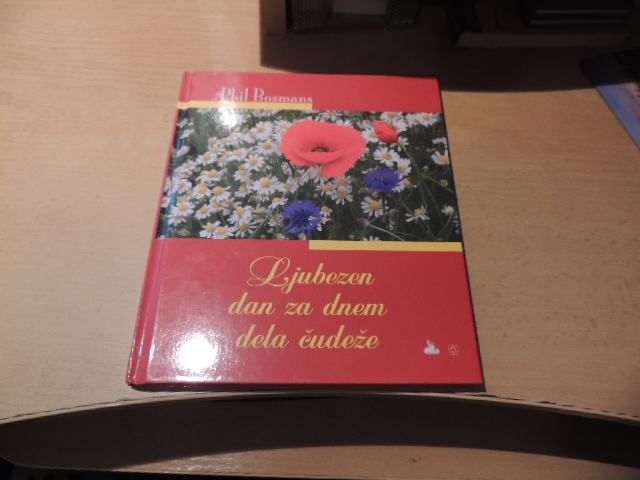 Phil Bosmans
Ljubezen
dan za dnem
dela čudeže